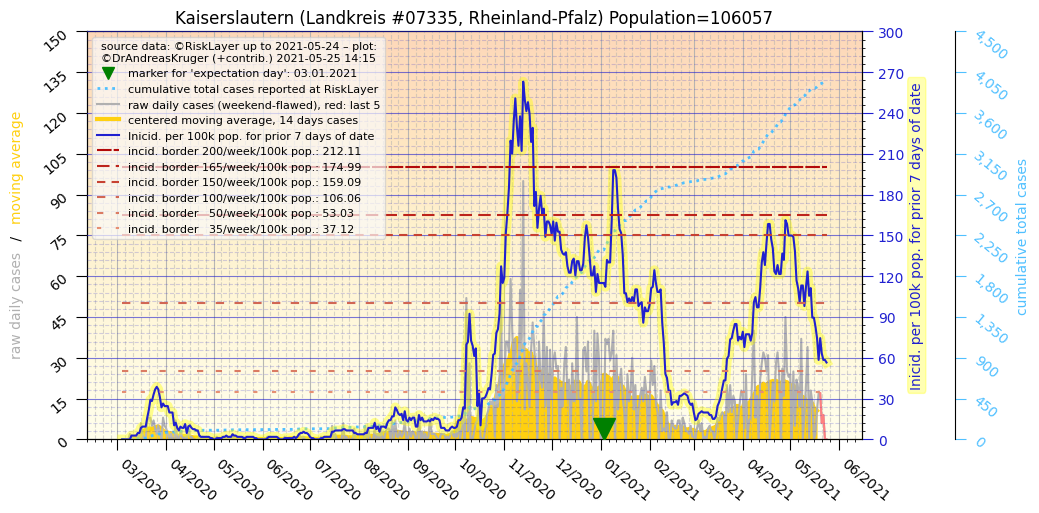 Kaiserslautern (Landkreis #07335, Rheinland-Pfalz) Population=106057
source data: ©RiskLayer up to 2021-05-24 – plot:
©DrAndreasKruger (+contrib.) 2021-05-25 14:15
marker for 'expectation day': 03.01.2021
cumulative total cases reported at RiskLayer
raw daily cases (weekend-flawed), red: last 5
centered moving average, 14 days cases
Inicid. per 100k pop. for prior 7 days of date
incid. border 200/week/100k pop.: 212.11
incid. border 165/week/100k pop.: 174.99
incid. border 150/week/100k pop.: 159.09
incid. border 100/week/100k pop.: 106.06
incid. border 50/week/100k pop.: 53.03
incid. border 35/week/100k pop.: 37.12
raw daily cases / moving average
150
135
120
105
90
75
60
45
30
15
0
03/2020
04/2020
05/2020
06/2020
07/2020
08/2020
09/2020
10/2020
11/2020
12/2020
01/2021
02/2021
03/2021
04/2021
05/2021
06/2021
300
270
240
210
180
150
120
90
60
30
0
Inicid. per 100k pop. for prior 7 days of date
4,500
4,050
3,600
3,150
2,700
2,250
1,800
1,350
900
450
0
cumulative total cases